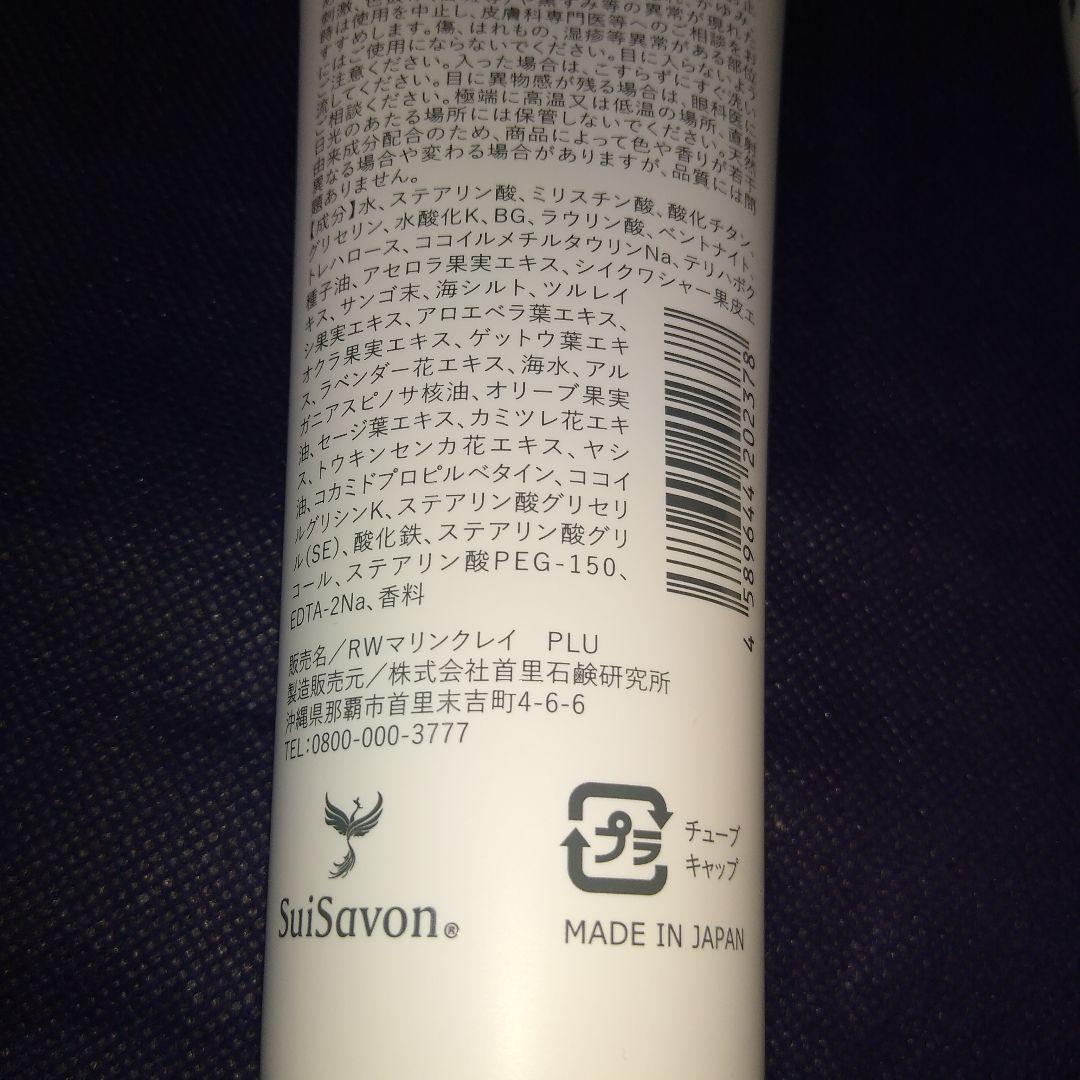 刺激、色抜け
時は使用を中止し、皮膚科専門医等へのご相談をお
すすめします。傷、はれもの、湿疹等異常がある部位
にはご使用にならないでください。目に入らないよう
ご注意ください。入った場合は、こすらずにすぐ洗い
流してください。目に異物感が残る場合は、眼科医に
ご相談ください。極端に高温又は低温の場所、直射
日光のあたる場所には保管しないでください。天然
由来成分配合のため、商品によって色や香りが若干
異なる場合や変わる場合がありますが、品質には問
題ありません。
【成分】水、ステアリン酸、ミリスチン酸、酸化チタン、
グリセリン、水酸化K、BG、ラウリン酸、ベントナイト、
トレハロース、ココイルメチルタウリンNa、テリハボク
種子油、アセロラ果実エキス、シイクワシャー果皮エ
キス、サンゴ末、海シルト、ツルレイ
シ果実エキス、アロエベラ葉エキス、
オクラ果実エキス、ゲットウ葉エキ
ス、ラベンダー花エキス、海水、アル
ガニアスピノサ核油、オリーブ果実
油、セージ葉エキス、カミツレ花エキ
ス、トウキンセンカ花エキス、ヤシ
油、コカミドプロピルベタイン、ココイ
ルグリシンK、ステアリン酸グリセリ
ル(SE)、酸化鉄、ステアリン酸グリ
コール、ステアリン酸PEG-150、
EDTA-2Na、香料
4 589644 202378
販売名／RWマリンクレイ PLU
製造販売元／株式会社首里石鹸研究所
沖縄県那覇市首里末吉町4-6-6
TEL:0800-000-3777
プラ
チューブ
キャップ
SuiSavon®
MADE IN JAPAN